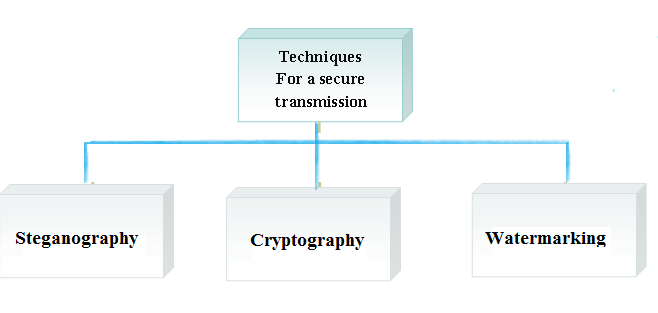 Techniques
For a secure
transmission
Steganography
Cryptography
Watermarking